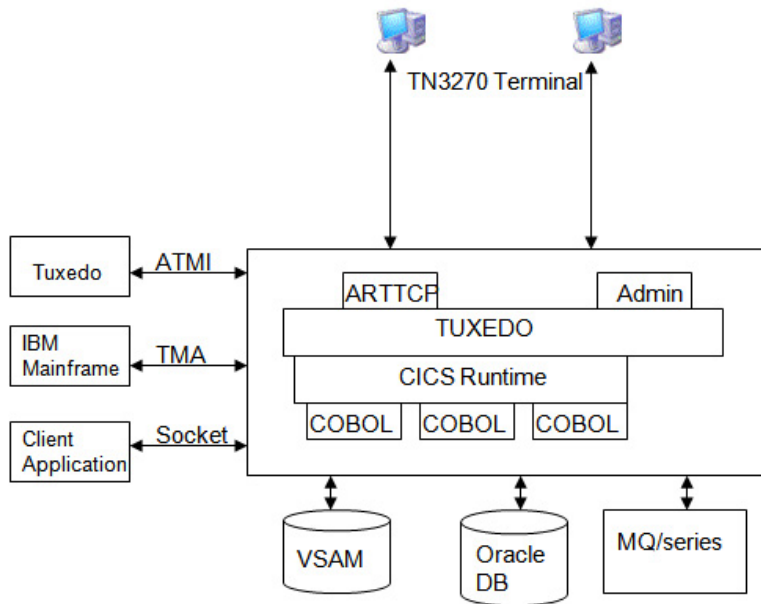 TN3270 Terminal
Tuxedo
ATMI
ARTTCP
Admin
TUXEDO
IBM
Mainframe
TMA
CICS Runtime
COBOL
COBOL
COBOL
Client
Application
Socket
VSAM
Oracle
DB
MQ/series